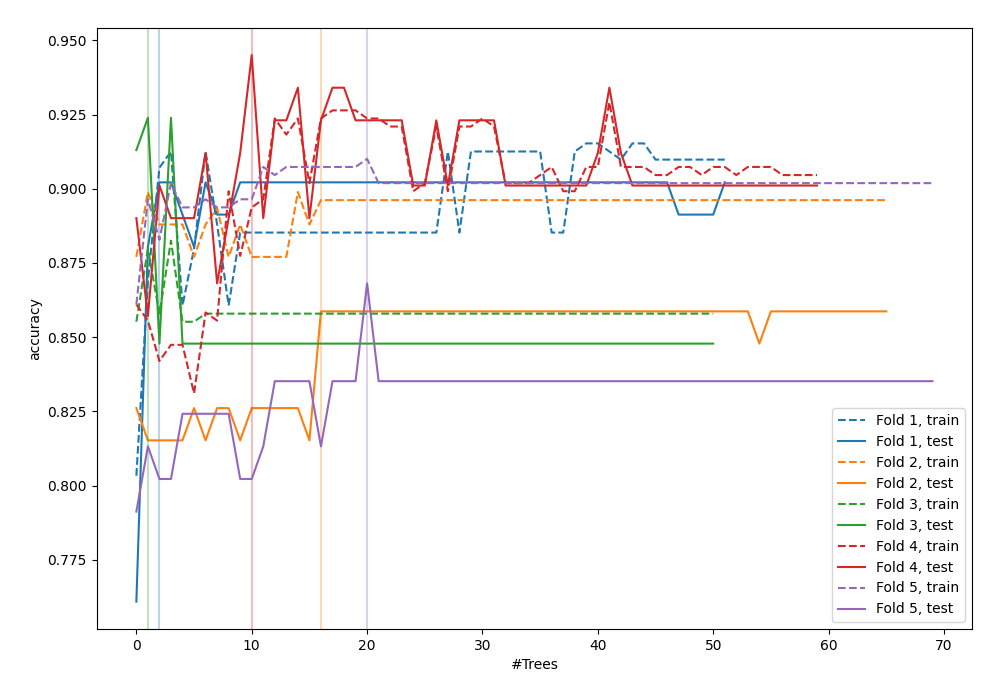 0.950
0.925
0.900
0.875
0.850
0.825
0.800
0.775
accuracy
0 10 20 30 40 50 60 70
#Trees
Fold 1, train
Fold 1, test
Fold 2, train
Fold 2, test
Fold 3, train
Fold 3, test
Fold 4, train
Fold 4, test
Fold 5, train
Fold 5, test